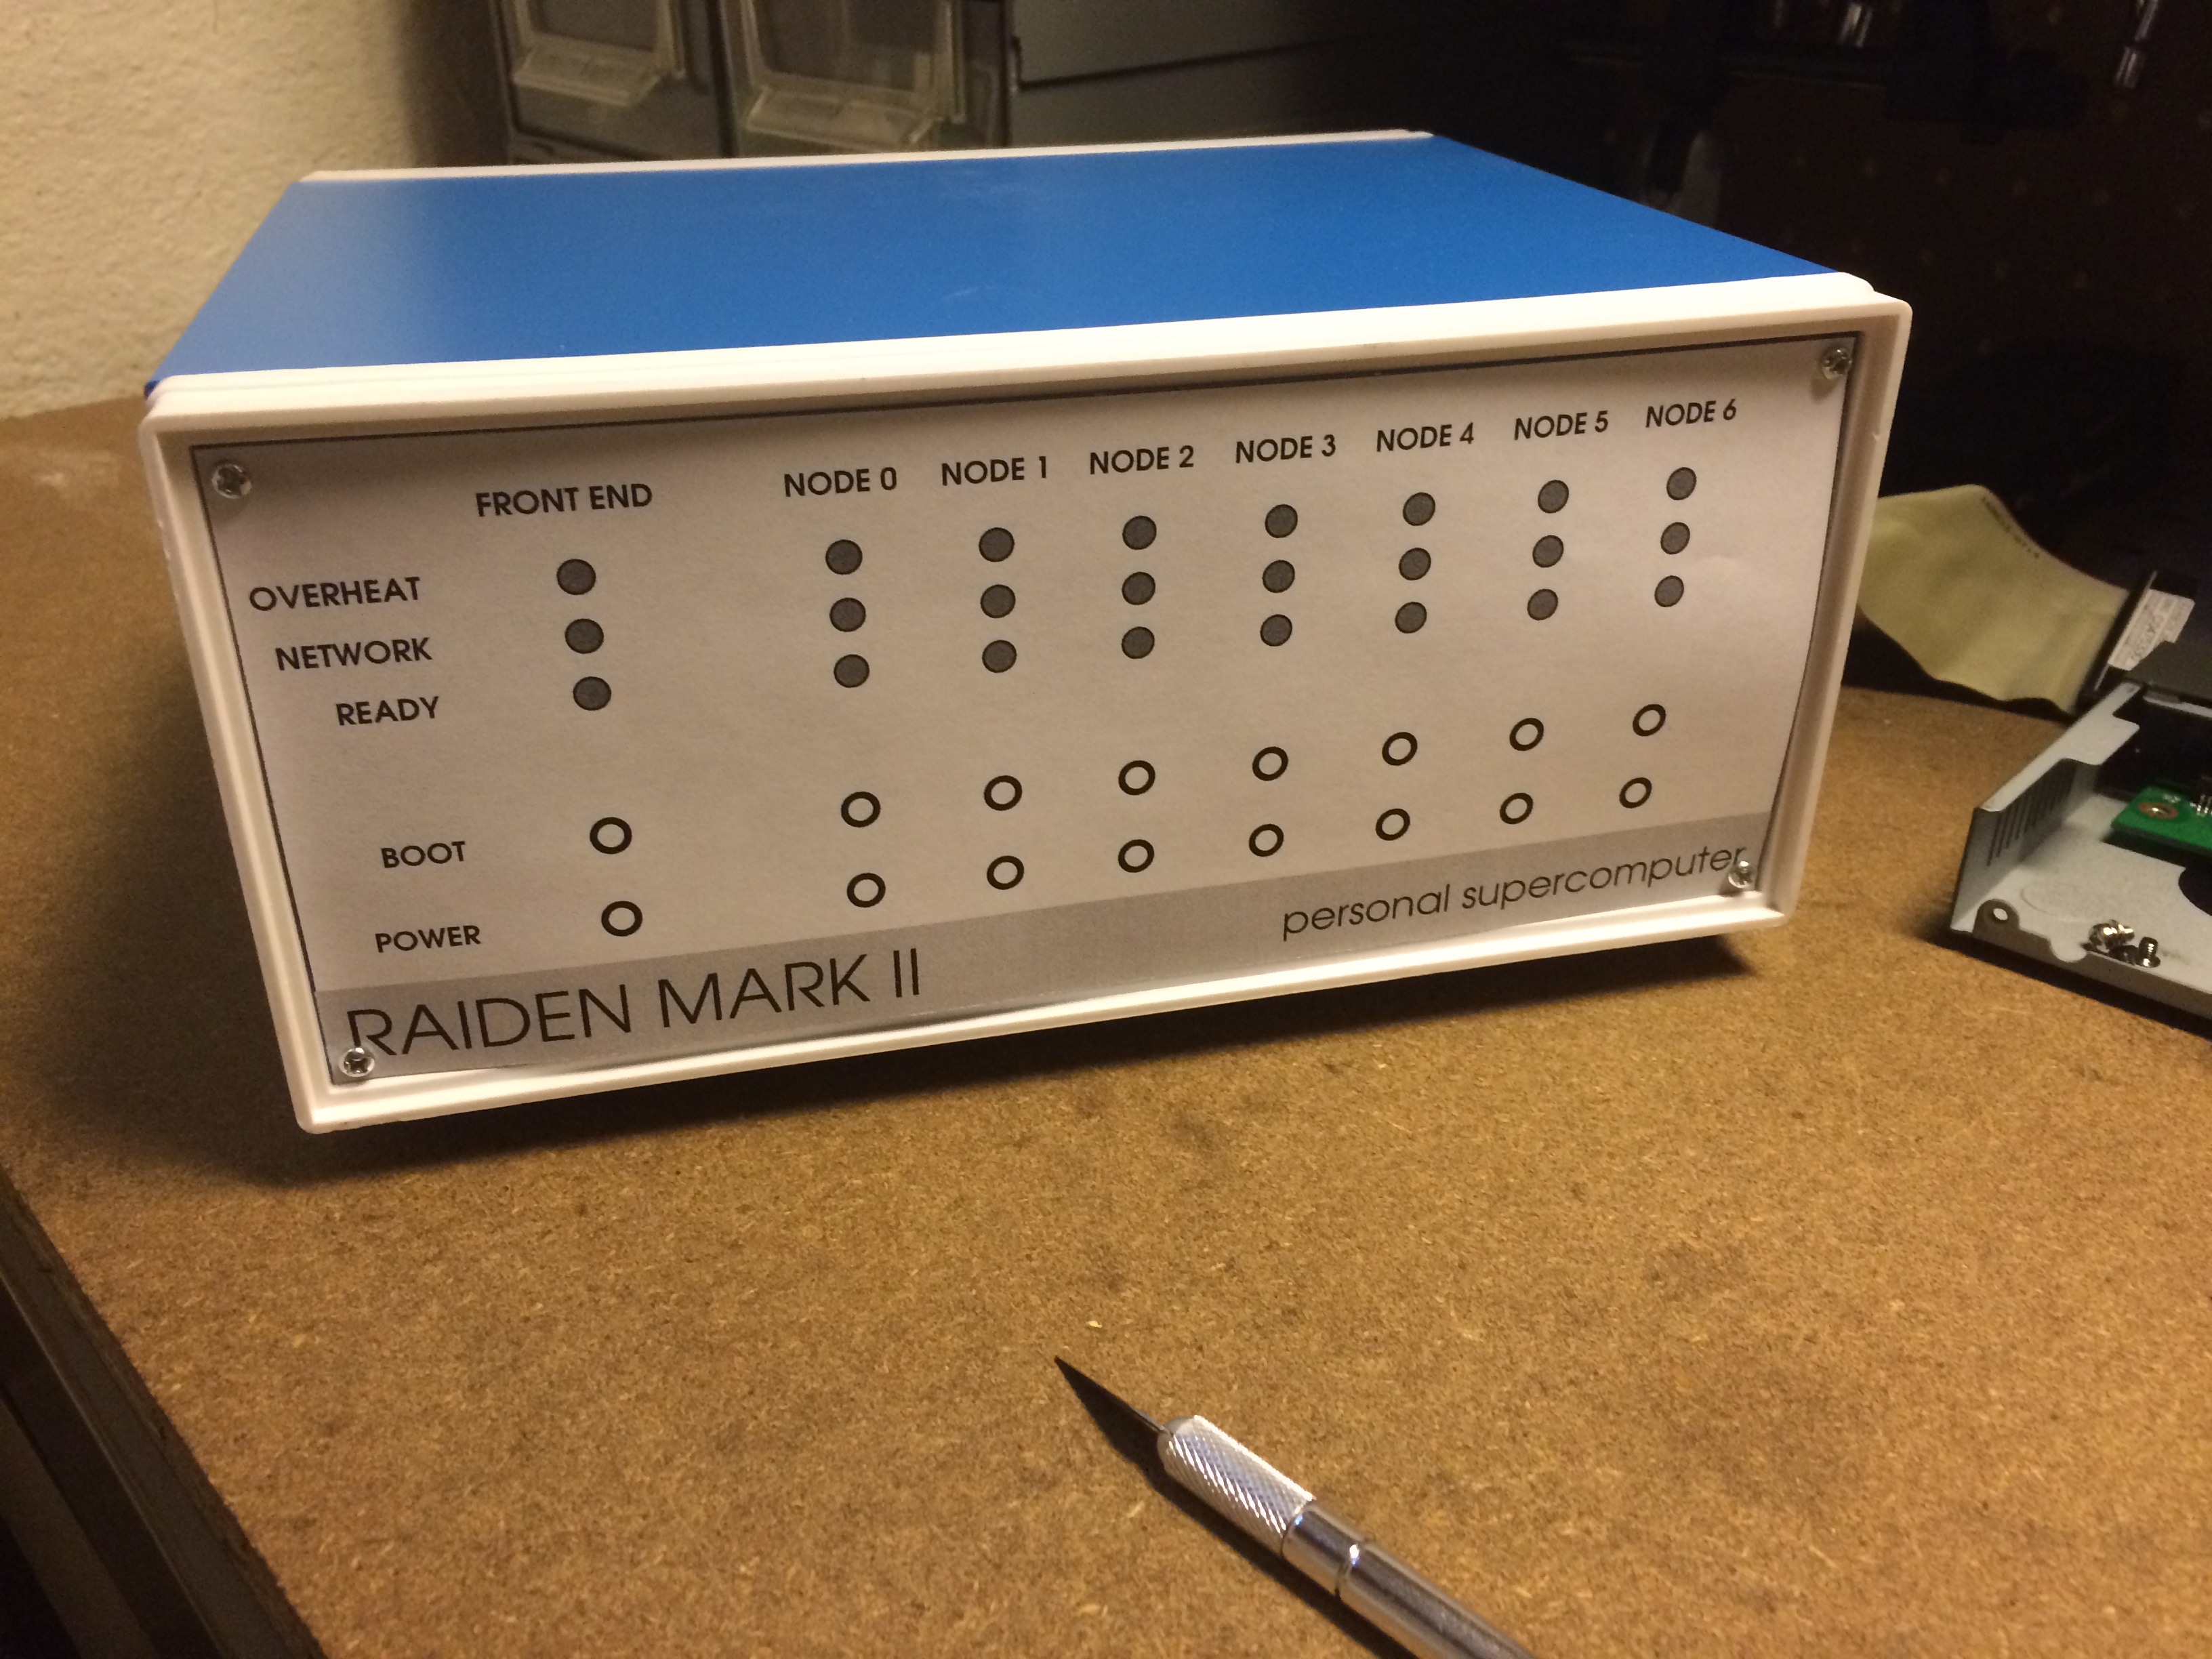 FRONT END NODE 0 NODE 1 NODE 2 NODE 3 NODE 4 NODE 5 NODE 6
OVERHEAT
NETWORK
READY
BOOT
POWER
RAIDEN MARK II
personal supercomputer